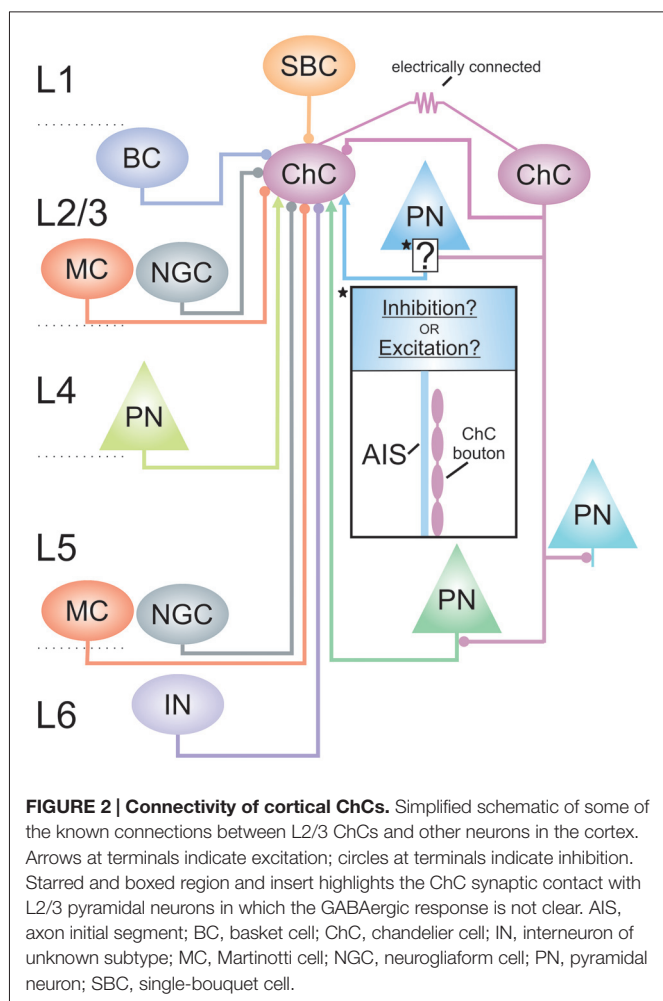 L1
SBC
electrically connected
BC
ChC
ChC
L2/3
PN
MC
NGC
* ?
*
Inhibition?
OR
Excitation?
L4
PN
AIS
ChC
bouton
PN
L5
MC
NGC
PN
L6
IN
FIGURE 2 | Connectivity of cortical ChCs. Simplified schematic of some of
the known connections between L2/3 ChCs and other neurons in the cortex.
Arrows at terminals indicate excitation; circles at terminals indicate inhibition.
Starred and boxed region and insert highlights the ChC synaptic contact with
L2/3 pyramidal neurons in which the GABAergic response is not clear. AIS,
axon initial segment; BC, basket cell; ChC, chandelier cell; IN, interneuron of
unknown subtype; MC, Martinotti cell; NGC, neurogliaform cell; PN, pyramidal
neuron; SBC, single-bouquet cell.